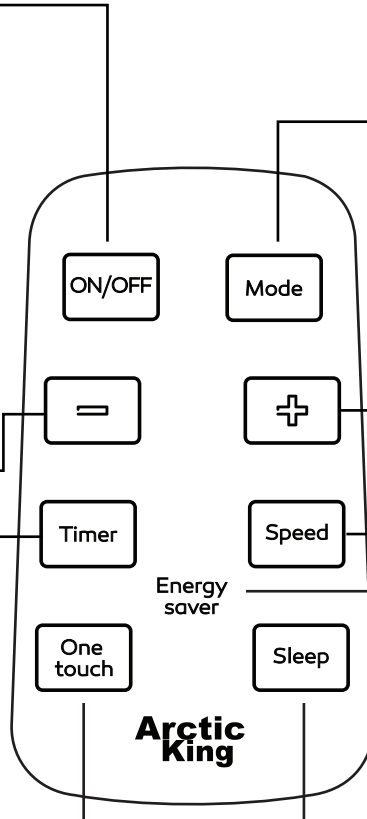 ON/OFF
Mode
Timer
Speed
Energy
saver
One
touch
Sleep
Arctic
King